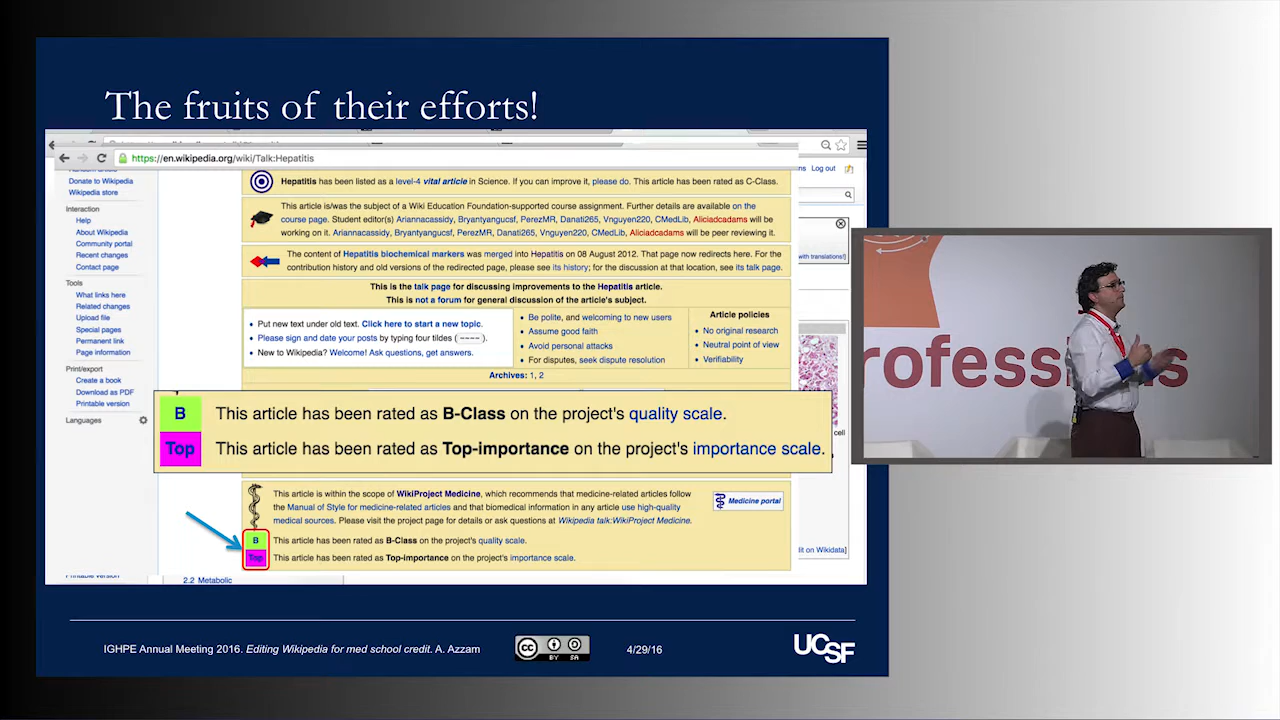 The fruits of their efforts!
https://en.wikipedia.org/wiki/Talk:Hepatitis
Log out
Donate to Wikipedia
Wikipedia store
Interaction
Help
About Wikipedia
Community portal
Recent changes
Contact page
Tools
What links here
Related changes
Upload file
Special pages
Permanent link
Page information
Print/export
Create a book
Download as PDF
Printable version
Languages
Hepatitis has been listed as a level-4 vital article in Science. If you can improve it, please do. This article has been rated as C-Class.
This article is/was the subject of a Wiki Education Foundation-supported course assignment. Further details are available on the
course page. Student editor(s) Ariannacassidy, Bryantyangucsf, PerezMR, Danati265, Vnguyen220, CMedLib, Aliciadcadams will be
working on it. Ariannacassidy, Bryantyangucsf, PerezMR, Danati265, Vnguyen220, CMedLib, Aliciadcadams will be peer reviewing it.
The content of Hepatitis biochemical markers was merged into Hepatitis on 08 August 2012. That page now redirects here. For the
contribution history and old versions of the redirected page, please see its history; for the discussion at that location, see its talk page.
with translations!]
This is the talk page for discussing improvements to the Hepatitis article.
This is not a forum for general discussion of the article's subject.
• Put new text under old text. Click here to start a new topic.
• Please sign and date your posts by typing four tildes (~~~~).
• New to Wikipedia? Welcome! Ask questions, get answers.
• Be polite, and welcoming to new users
• Assume good faith
• Avoid personal attacks
• For disputes, seek dispute resolution
Article policies
• No original research
• Neutral point of view
• Verifiability
Archives: 1, 2
B This article has been rated as B-Class on the project's quality scale.
Top This article has been rated as Top-importance on the project's importance scale.
cell
This article is within the scope of WikiProject Medicine, which recommends that medicine-related articles follow
the Manual of Style for medicine-related articles and that biomedical information in any article use high-quality
medical sources. Please visit the project page for details or ask questions at Wikipedia talk:WikiProject Medicine.
Medicine portal
B This article has been rated as B-Class on the project's quality scale.
Top This article has been rated as Top-importance on the project's importance scale.
dit on Wikidata]
Printable version
2.2 Metabolic
rofess
s
IGHPE Annual Meeting 2016. Editing Wikipedia for med school credit. A. Azzam
CC BY SA
4/29/16
UCSF